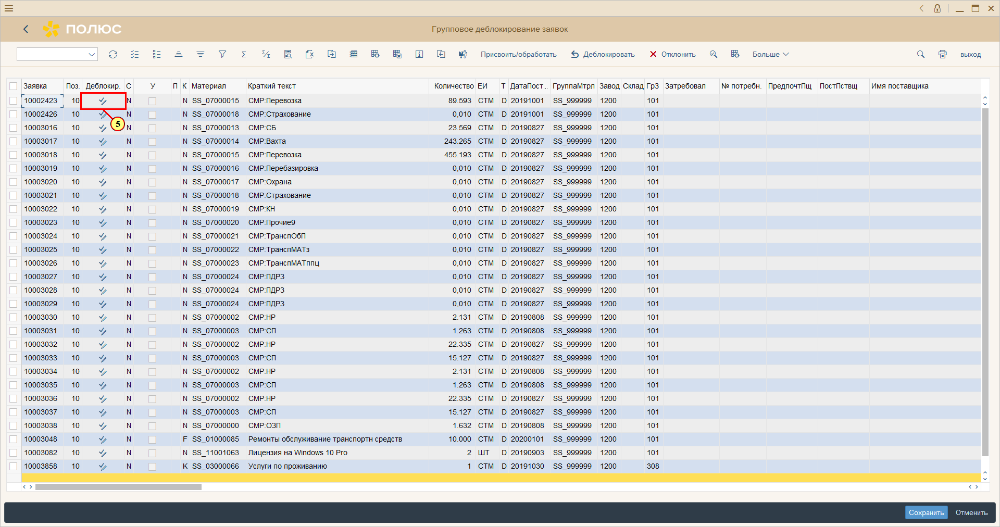 ПОЛЮС
Групповое деблокирование заявок
Присвоить/обработать Деблокировать Отклонить Больше выход
Заявка Поз. Деблокир. С У П К Материал Краткий текст Количество ЕИ Т ДатаПост... ГруппаМтрл Завод Склад ГрЗ Затребовал № потребн. ПредпочтПщ ПостПствщ Имя поставщика
10002423 10 N N SS_07000015 СМР:Перевозка 89.593 СТМ D 20191001 SS_999999 1200 101
10002426 10 N N SS_07000018 СМР:Страхование 0,010 СТМ D 20191001 SS_999999 1200 101
5
10003016 10 N N SS_07000013 СМР:СБ 23.569 СТМ D 20190827 SS_999999 1200 101
10003017 10 N N SS_07000014 СМР:Вахта 243.265 СТМ D 20190827 SS_999999 1200 101
10003018 10 N N SS_07000015 СМР:Перевозка 455.193 СТМ D 20190827 SS_999999 1200 101
10003019 10 N N SS_07000016 СМР:Перебазировка 0,010 СТМ D 20190827 SS_999999 1200 101
10003020 10 N N SS_07000017 СМР:Охрана 0,010 СТМ D 20190827 SS_999999 1200 101
10003021 10 N N SS_07000018 СМР:Страхование 0,010 СТМ D 20190827 SS_999999 1200 101
10003022 10 N N SS_07000019 СМР:КН 0,010 СТМ D 20190827 SS_999999 1200 101
10003023 10 N N SS_07000020 СМР:Прочие9 0,010 СТМ D 20190827 SS_999999 1200 101
10003024 10 N N SS_07000021 СМР:ТранспОбП 0,010 СТМ D 20190827 SS_999999 1200 101
10003025 10 N N SS_07000022 СМР:ТранспМАТз 0,010 СТМ D 20190827 SS_999999 1200 101
10003026 10 N N SS_07000023 СМР:ТранспМАТппц 0,010 СТМ D 20190827 SS_999999 1200 101
10003027 10 N N SS_07000024 СМР:ПДРЗ 0,010 СТМ D 20190827 SS_999999 1200 101
10003028 10 N N SS_07000024 СМР:ПДРЗ 0,010 СТМ D 20190827 SS_999999 1200 101
10003029 10 N N SS_07000024 СМР:ПДРЗ 0,010 СТМ D 20190827 SS_999999 1200 101
10003030 10 N N SS_07000002 СМР:НР 2.131 СТМ D 20190808 SS_999999 1200 101
10003031 10 N N SS_07000003 СМР:СП 1.263 СТМ D 20190808 SS_999999 1200 101
10003032 10 N N SS_07000002 СМР:НР 22.335 СТМ D 20190827 SS_999999 1200 101
10003033 10 N N SS_07000003 СМР:СП 15.127 СТМ D 20190827 SS_999999 1200 101
10003034 10 N N SS_07000002 СМР:НР 2.131 СТМ D 20190808 SS_999999 1200 101
10003035 10 N N SS_07000003 СМР:СП 1.263 СТМ D 20190808 SS_999999 1200 101
10003036 10 N N SS_07000002 СМР:НР 22.335 СТМ D 20190827 SS_999999 1200 101
10003037 10 N N SS_07000003 СМР:СП 15.127 СТМ D 20190827 SS_999999 1200 101
10003038 10 N N SS_07000000 СМР:ОЗП 1.632 СТМ D 20190808 SS_999999 1200 101
10003048 10 N F SS_01000085 Ремонты обслуживание транспортн средств 10.000 СТМ D 20200101 SS_999999 1200 101
10003082 10 N N SS_11001063 Лицензия на Windows 10 Pro 2 ШТ D 20190903 SS_999999 1200 101
10003858 10 N K SS_03000066 Услуги по проживанию 1 СТМ D 20191030 SS_999999 1200 308
Сохранить Отменить